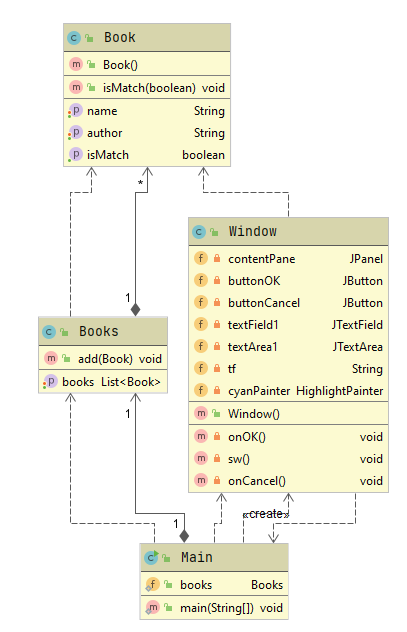 Book
Book()
isMatch(boolean) void
name String
author String
isMatch boolean
*
Window
contentPane JPanel
buttonOK JButton
buttonCancel JButton
textField1 JTextField
textArea1 JTextArea
tf String
cyanPainter HighlightPainter
Window()
onOK() void
sw() void
onCancel() void
1
Books
add(Book) void
books List<Book>
1
«create»
1
Main
books Books
main(String[]) void